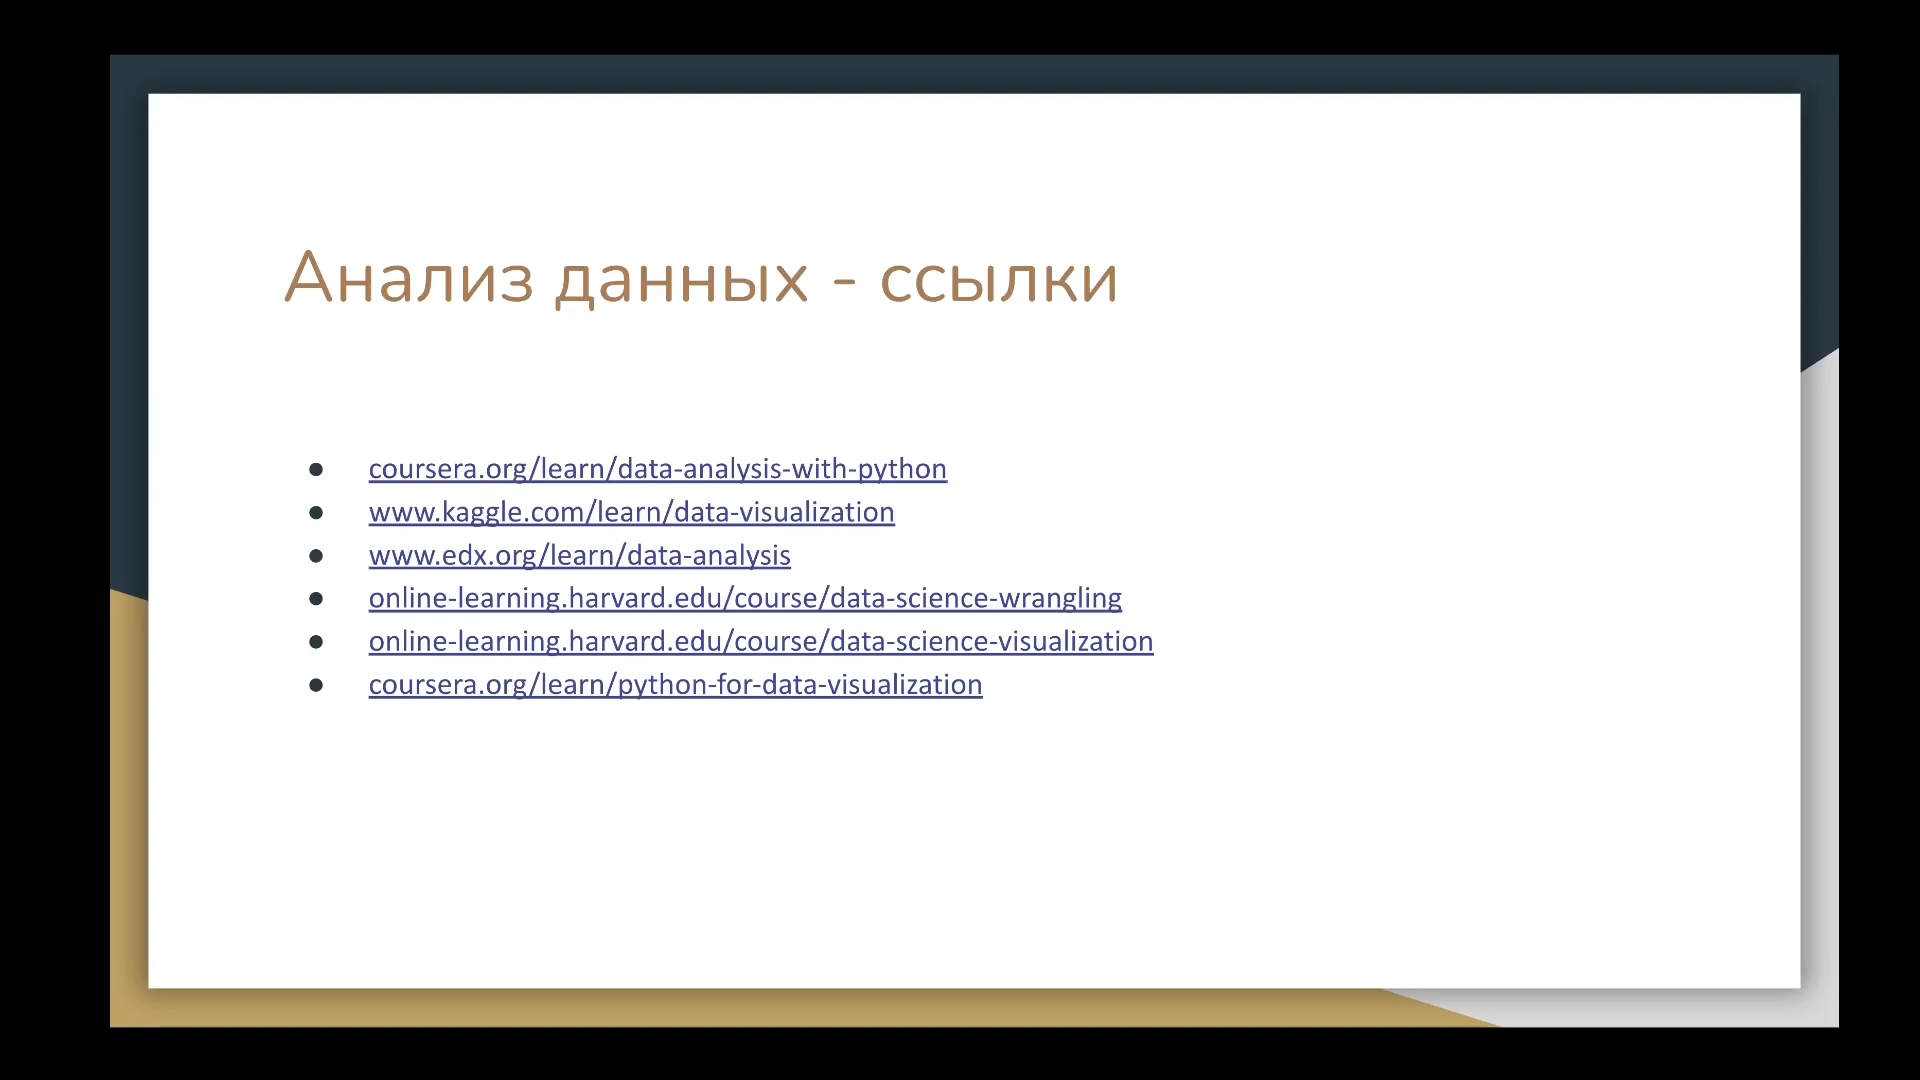 Анализ данных - ссылки
● coursera.org/learn/data-analysis-with-python
● www.kaggle.com/learn/data-visualization
● www.edx.org/learn/data-analysis
● online-learning.harvard.edu/course/data-science-wrangling
● online-learning.harvard.edu/course/data-science-visualization
● coursera.org/learn/python-for-data-visualization